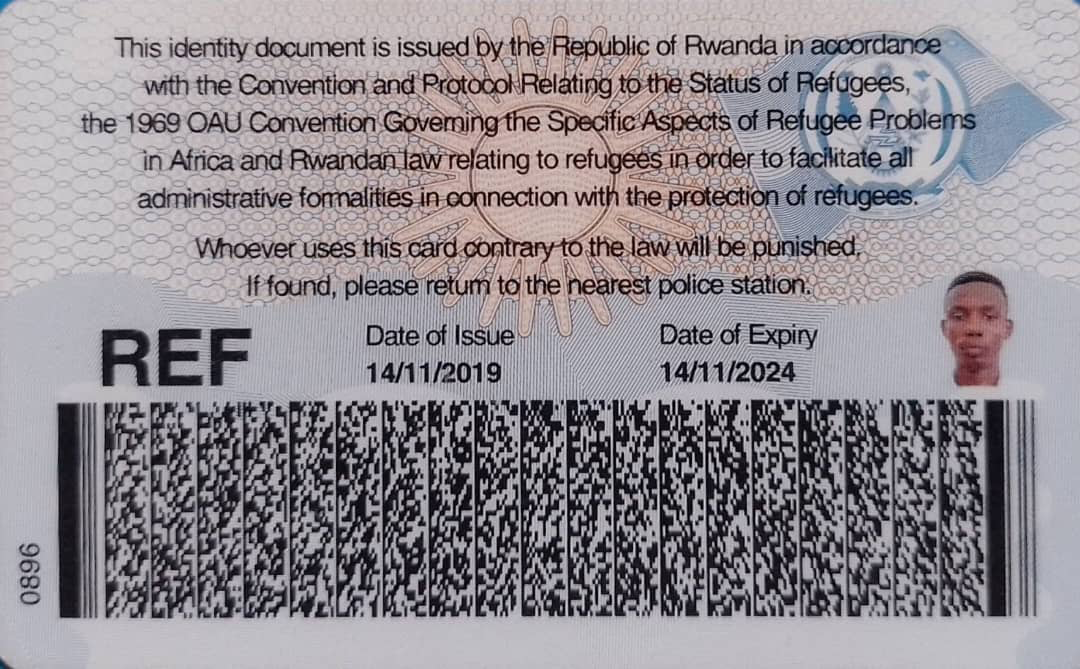 This identity document is issued by the Republic of Rwanda in accordance
with the Convention and Protocol Relating to the Status of Refugees,
the 1969 OAU Convention Governing the Specific Aspects of Refugee Problems
in Africa and Rwandan law relating to refugees in order to facilitate all
administrative formalities in connection with the protection of refugees.
Whoever uses this card contrary to the law will be punished.
If found, please return to the nearest police station.
REF
Date of Issue
14/11/2019
Date of Expiry
14/11/2024
0896